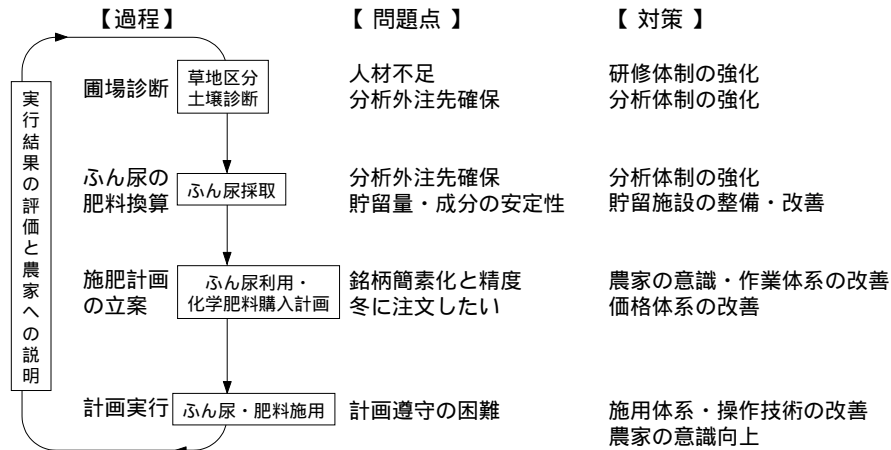 【過程】 【 問題点 】 【 対策 】
圃場診断 草地区分 人材不足 研修体制の強化
土壌診断 分析外注先確保 分析体制の強化
ふん尿の 分析外注先確保 分析体制の強化
肥料換算 ふん尿採取 貯留量・成分の安定性 貯留施設の整備・改善
施肥計画 ふん尿利用・ 銘柄簡素化と精度 農家の意識・作業体系の改善
の立案 化学肥料購入計画 冬に注文したい 価格体系の改善
計画実行 ふん尿・肥料施用 計画遵守の困難 施用体系・操作技術の改善
農家の意識向上
実行結果の評価と農家への説明